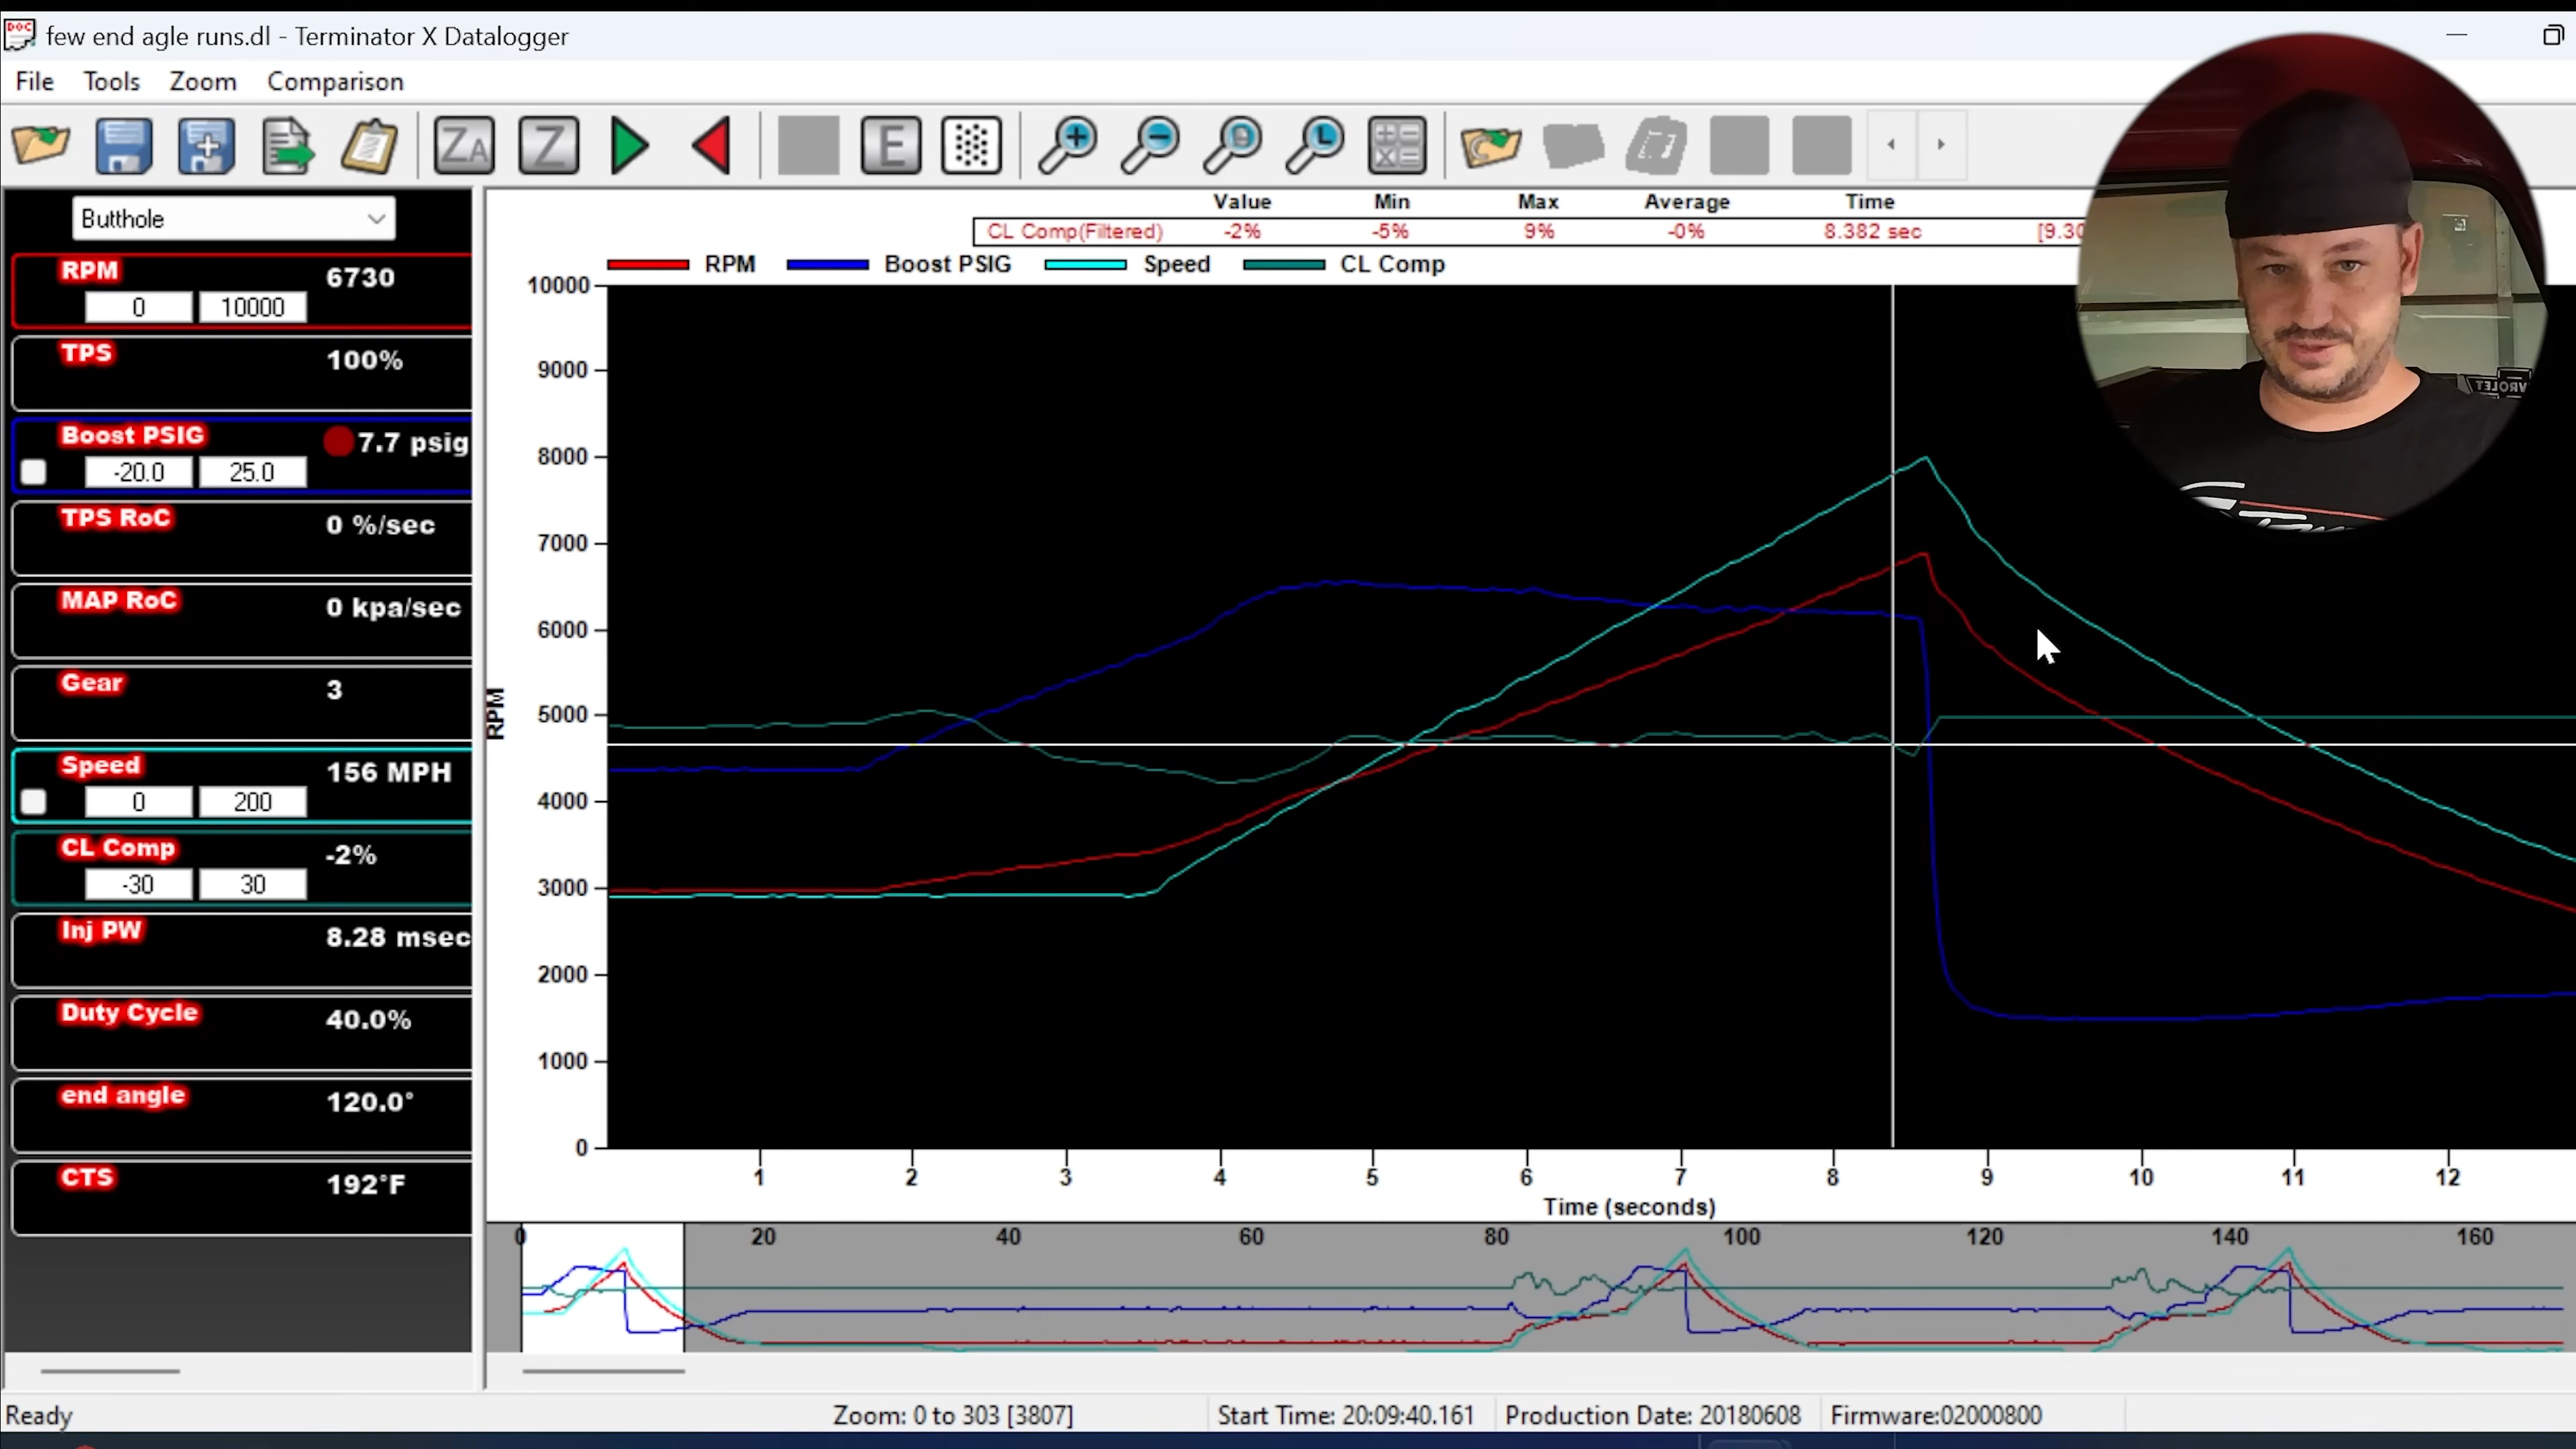 few end agle runs.dl - Terminator X Datalogger
File Tools Zoom Comparison
ZA Z E
Butthole
RPM 6730
0 10000
TPS 100%
Boost PSIG 7.7 psig
-20.0 25.0
TPS RoC 0 %/sec
MAP RoC 0 kpa/sec
Gear 3
Speed 156 MPH
0 200
CL Comp -2%
-30 30
Inj PW 8.28 msec
Duty Cycle 40.0%
end angle 120.0°
CTS 192°F
Value Min Max Average Time
CL Comp(Filtered) -2% -5% 9% -0% 8.382 sec [9.30
RPM Boost PSIG Speed CL Comp
10000
9000
8000
7000
6000
5000
4000
3000
2000
1000
0
RPM
1 2 3 4 5 6 7 8 9 10 11 12
Time (seconds)
0 20 40 60 80 100 120 140 160
Ready Zoom: 0 to 303 [3807] Start Time: 20:09:40.161 Production Date: 20180608 Firmware:02000800